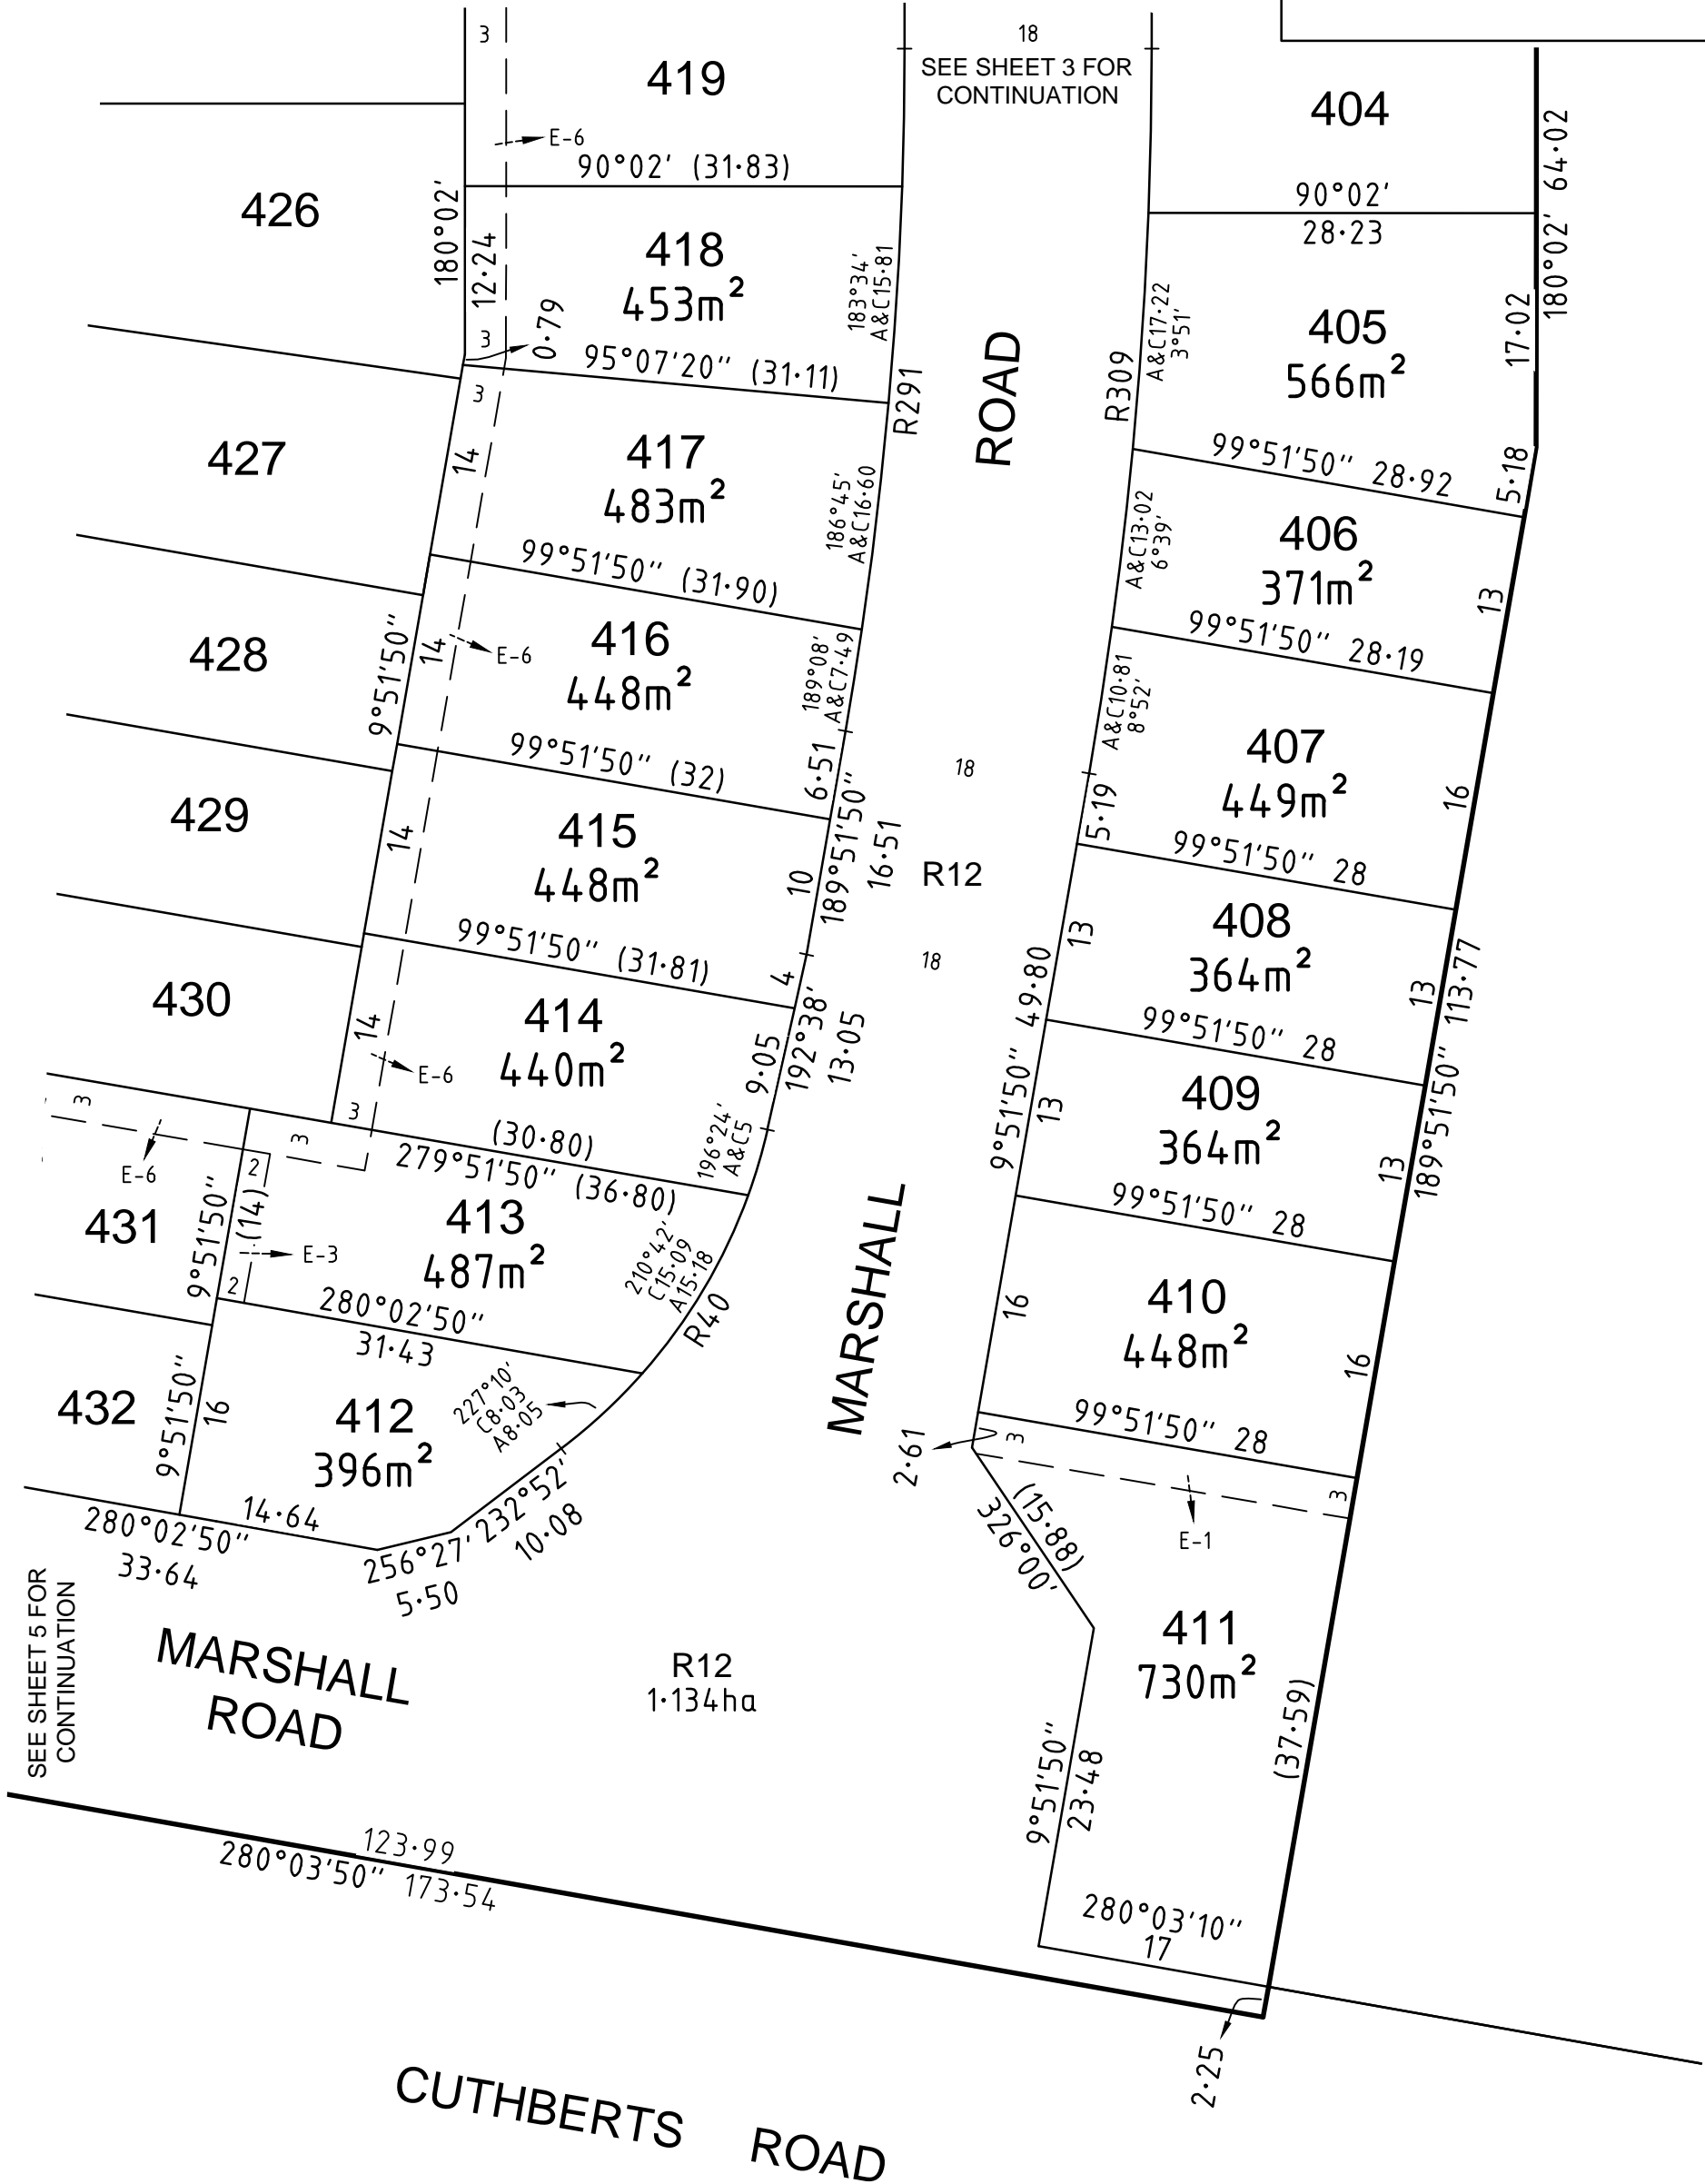 3
419
18
SEE SHEET 3 FOR
CONTINUATION
404
E-6
90°02' (31·83)
90°02'
28·23
180°02' 64·02
426
180°02'
12·24
3
418
453m²
183°34'
A&C15·81
0·79
95°07'20" (31·11)
R291
ROAD
R309
A&C17·22
3°51'
405
566m²
17·02
99°51'50" 28·92
5·18
3
427
14
417
483m²
186°45'
A&C16·60
99°51'50" (31·90)
A&C13·02
6°39'
406
371m²
13
99°51'50" 28·19
428
9°51'50"
14
E-6
416
448m²
189°08'
A&C7·49
99°51'50" (32)
6·51
189°51'50"
16·51
18
A&C10·81
8°52'
407
449m²
16
5·19
99°51'50" 28
429
14
415
448m²
10
R12
99°51'50" (31·81)
4
18
13
408
364m²
13
49·80
9°51'50"
99°51'50" 28
189°51'50" 113·77
430
14
E-6
3
414
440m²
9·05
192°38'
13·05
196°24'
A&C5
(30·80)
279°51'50" (36·80)
13
409
364m²
13
99°51'50" 28
3
E-6
3
2
431
9°51'50"
(14)
E-3
2
413
487m²
210°42'
C15·09
A15·18
R40
280°02'50"
31·43
MARSHALL
16
410
448m²
16
99°51'50" 28
432
9°51'50"
16
412
396m²
227°10'
C8·03
A8·05
2·61
3
3
E-1
14·64
280°02'50"
33·64
256°27'
5·50
232°52'
10·08
(15·88)
326°00'
SEE SHEET 5 FOR
CONTINUATION
MARSHALL
ROAD
R12
1·134ha
411
730m²
(37·59)
9°51'50"
23·48
123·99
280°03'50" 173·54
280°03'10"
17
2·25
CUTHBERTS ROAD